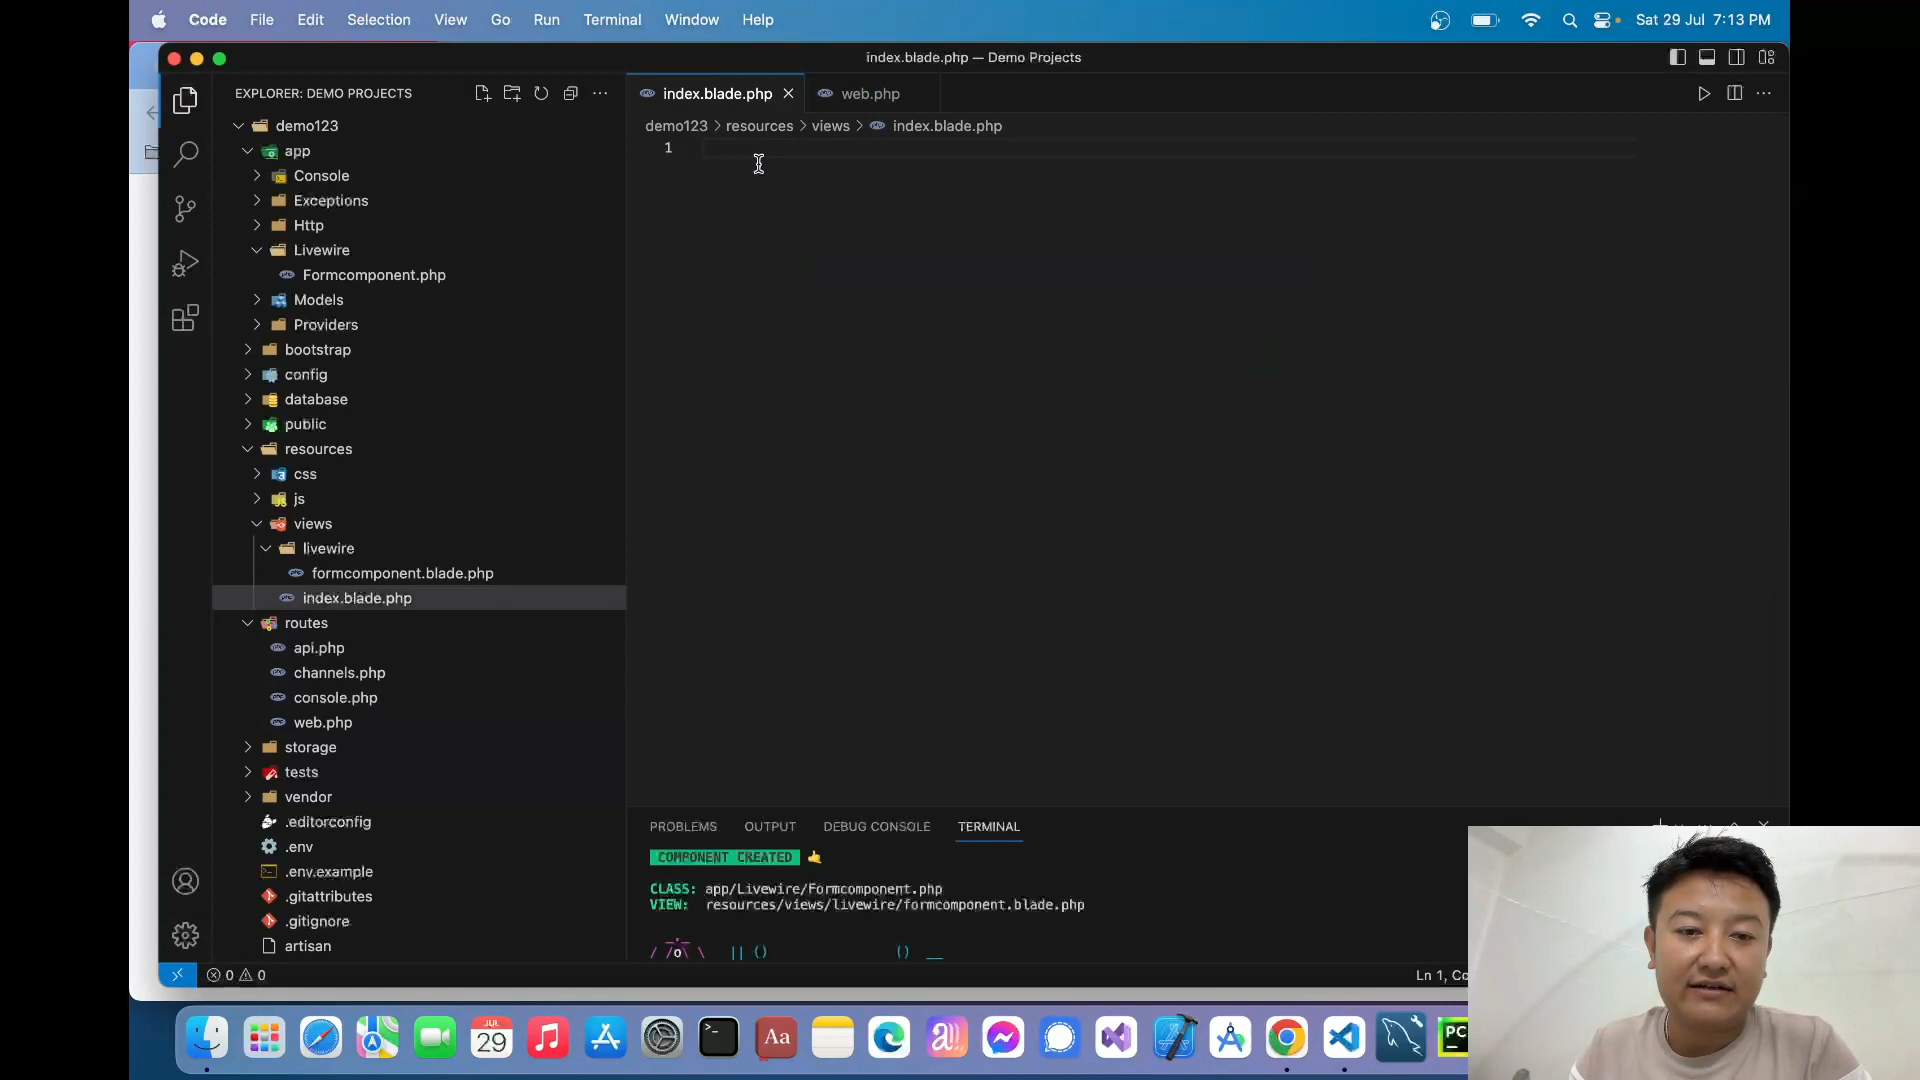 Code File Edit Selection View Go Run Terminal Window Help Sat 29 Jul 7:13 PM
index.blade.php — Demo Projects
EXPLORER: DEMO PROJECTS
index.blade.php web.php
demo123
demo123 > resources > views > index.blade.php
app
1
Console
Exceptions
Http
Livewire
Formcomponent.php
Models
Providers
bootstrap
config
database
public
resources
css
js
views
livewire
formcomponent.blade.php
index.blade.php
routes
api.php
channels.php
console.php
web.php
storage
tests
vendor
.editorconfig
.env
.env.example
.gitattributes
.gitignore
artisan
PROBLEMS OUTPUT DEBUG CONSOLE TERMINAL
COMPONENT CREATED 🤙
CLASS: app/Livewire/Formcomponent.php
VIEW: resources/views/livewire/formcomponent.blade.php
0 0
Ln 1, Co
JUL
29
Aa
PC